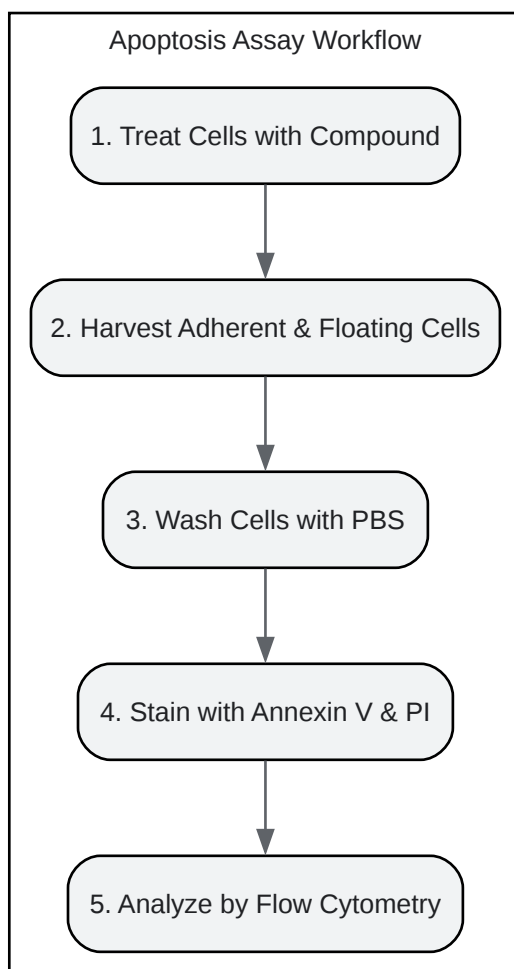 Apoptosis Assay Workflow
1. Treat Cells with Compound
2. Harvest Adherent & Floating Cells
3. Wash Cells with PBS
4. Stain with Annexin V & PI
5. Analyze by Flow Cytometry